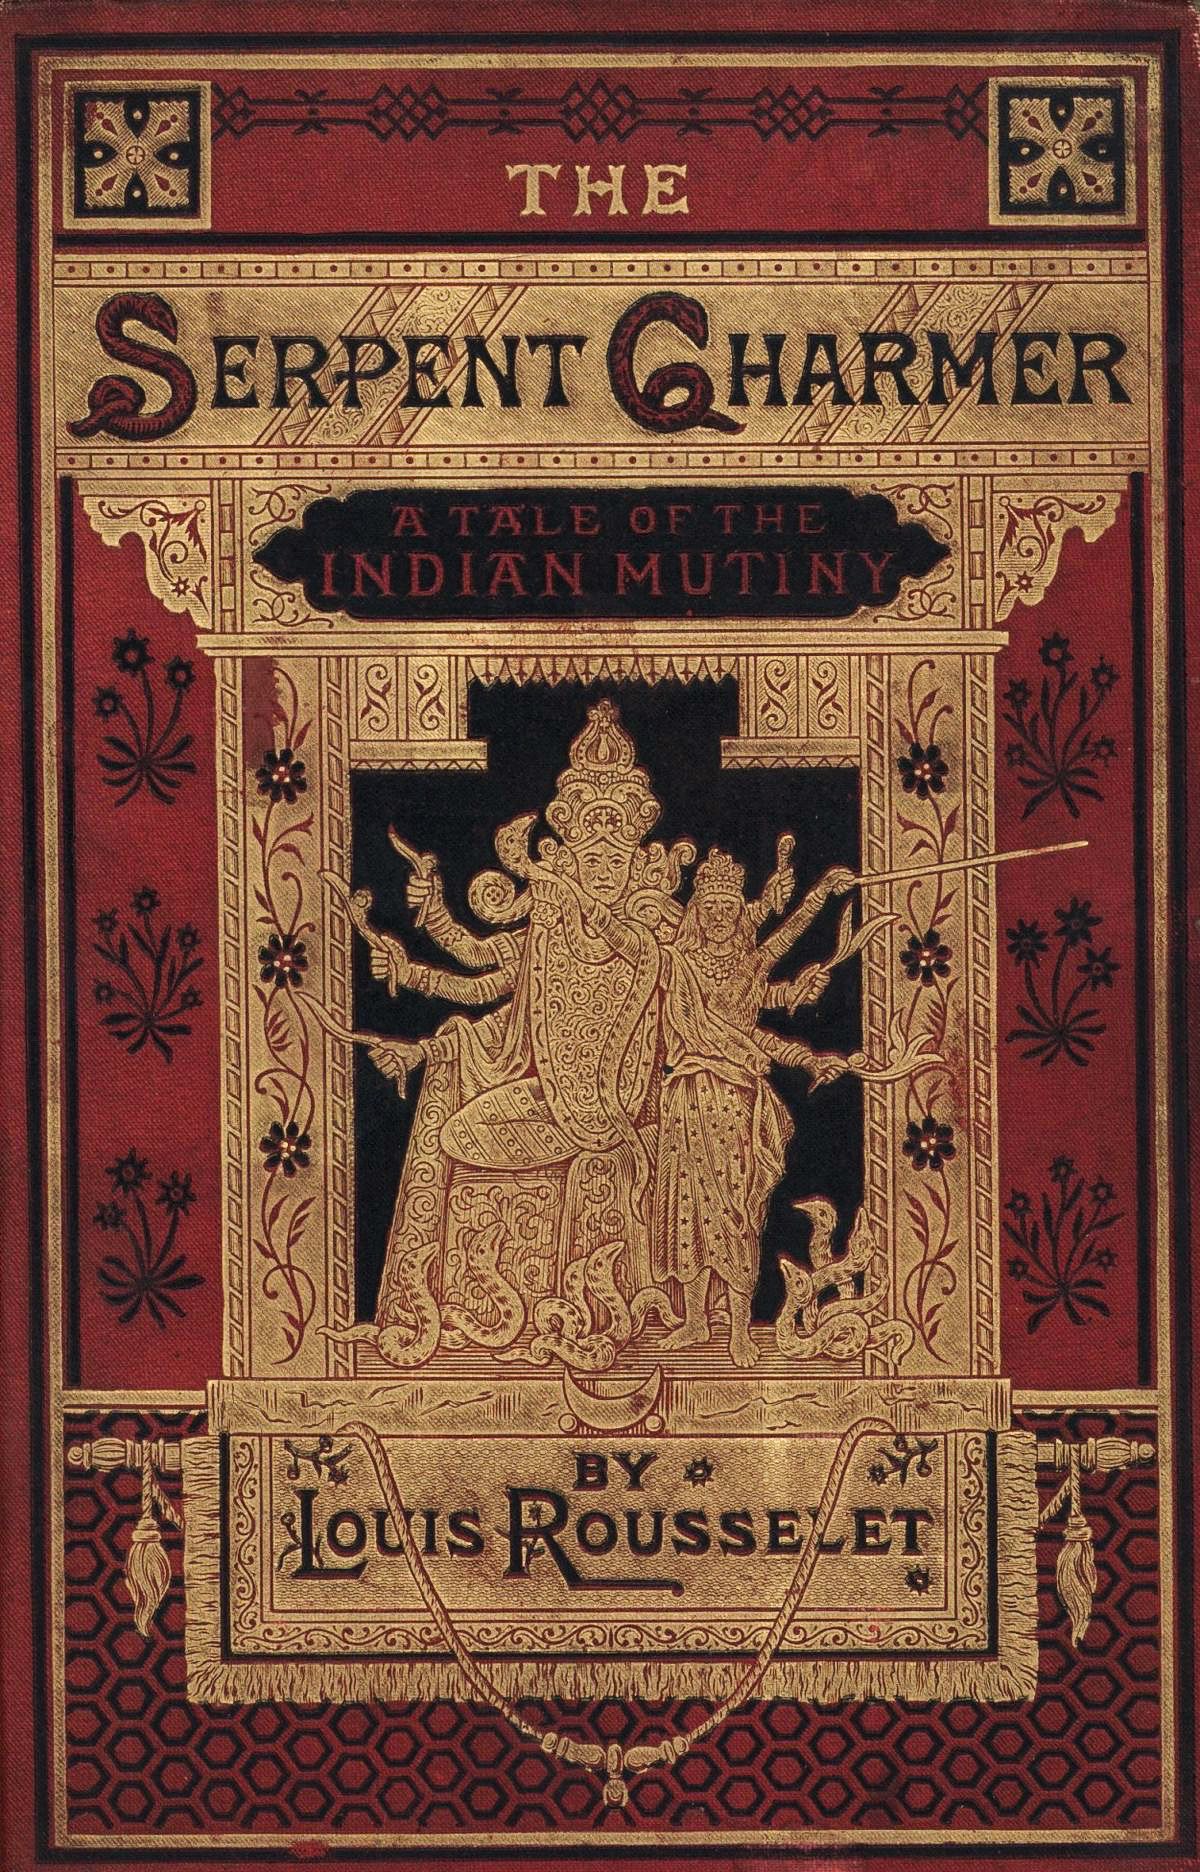 THE
SERPENT CHARMER
A TALE OF THE
INDIAN MUTINY
BY
LOUIS ROUSSELET